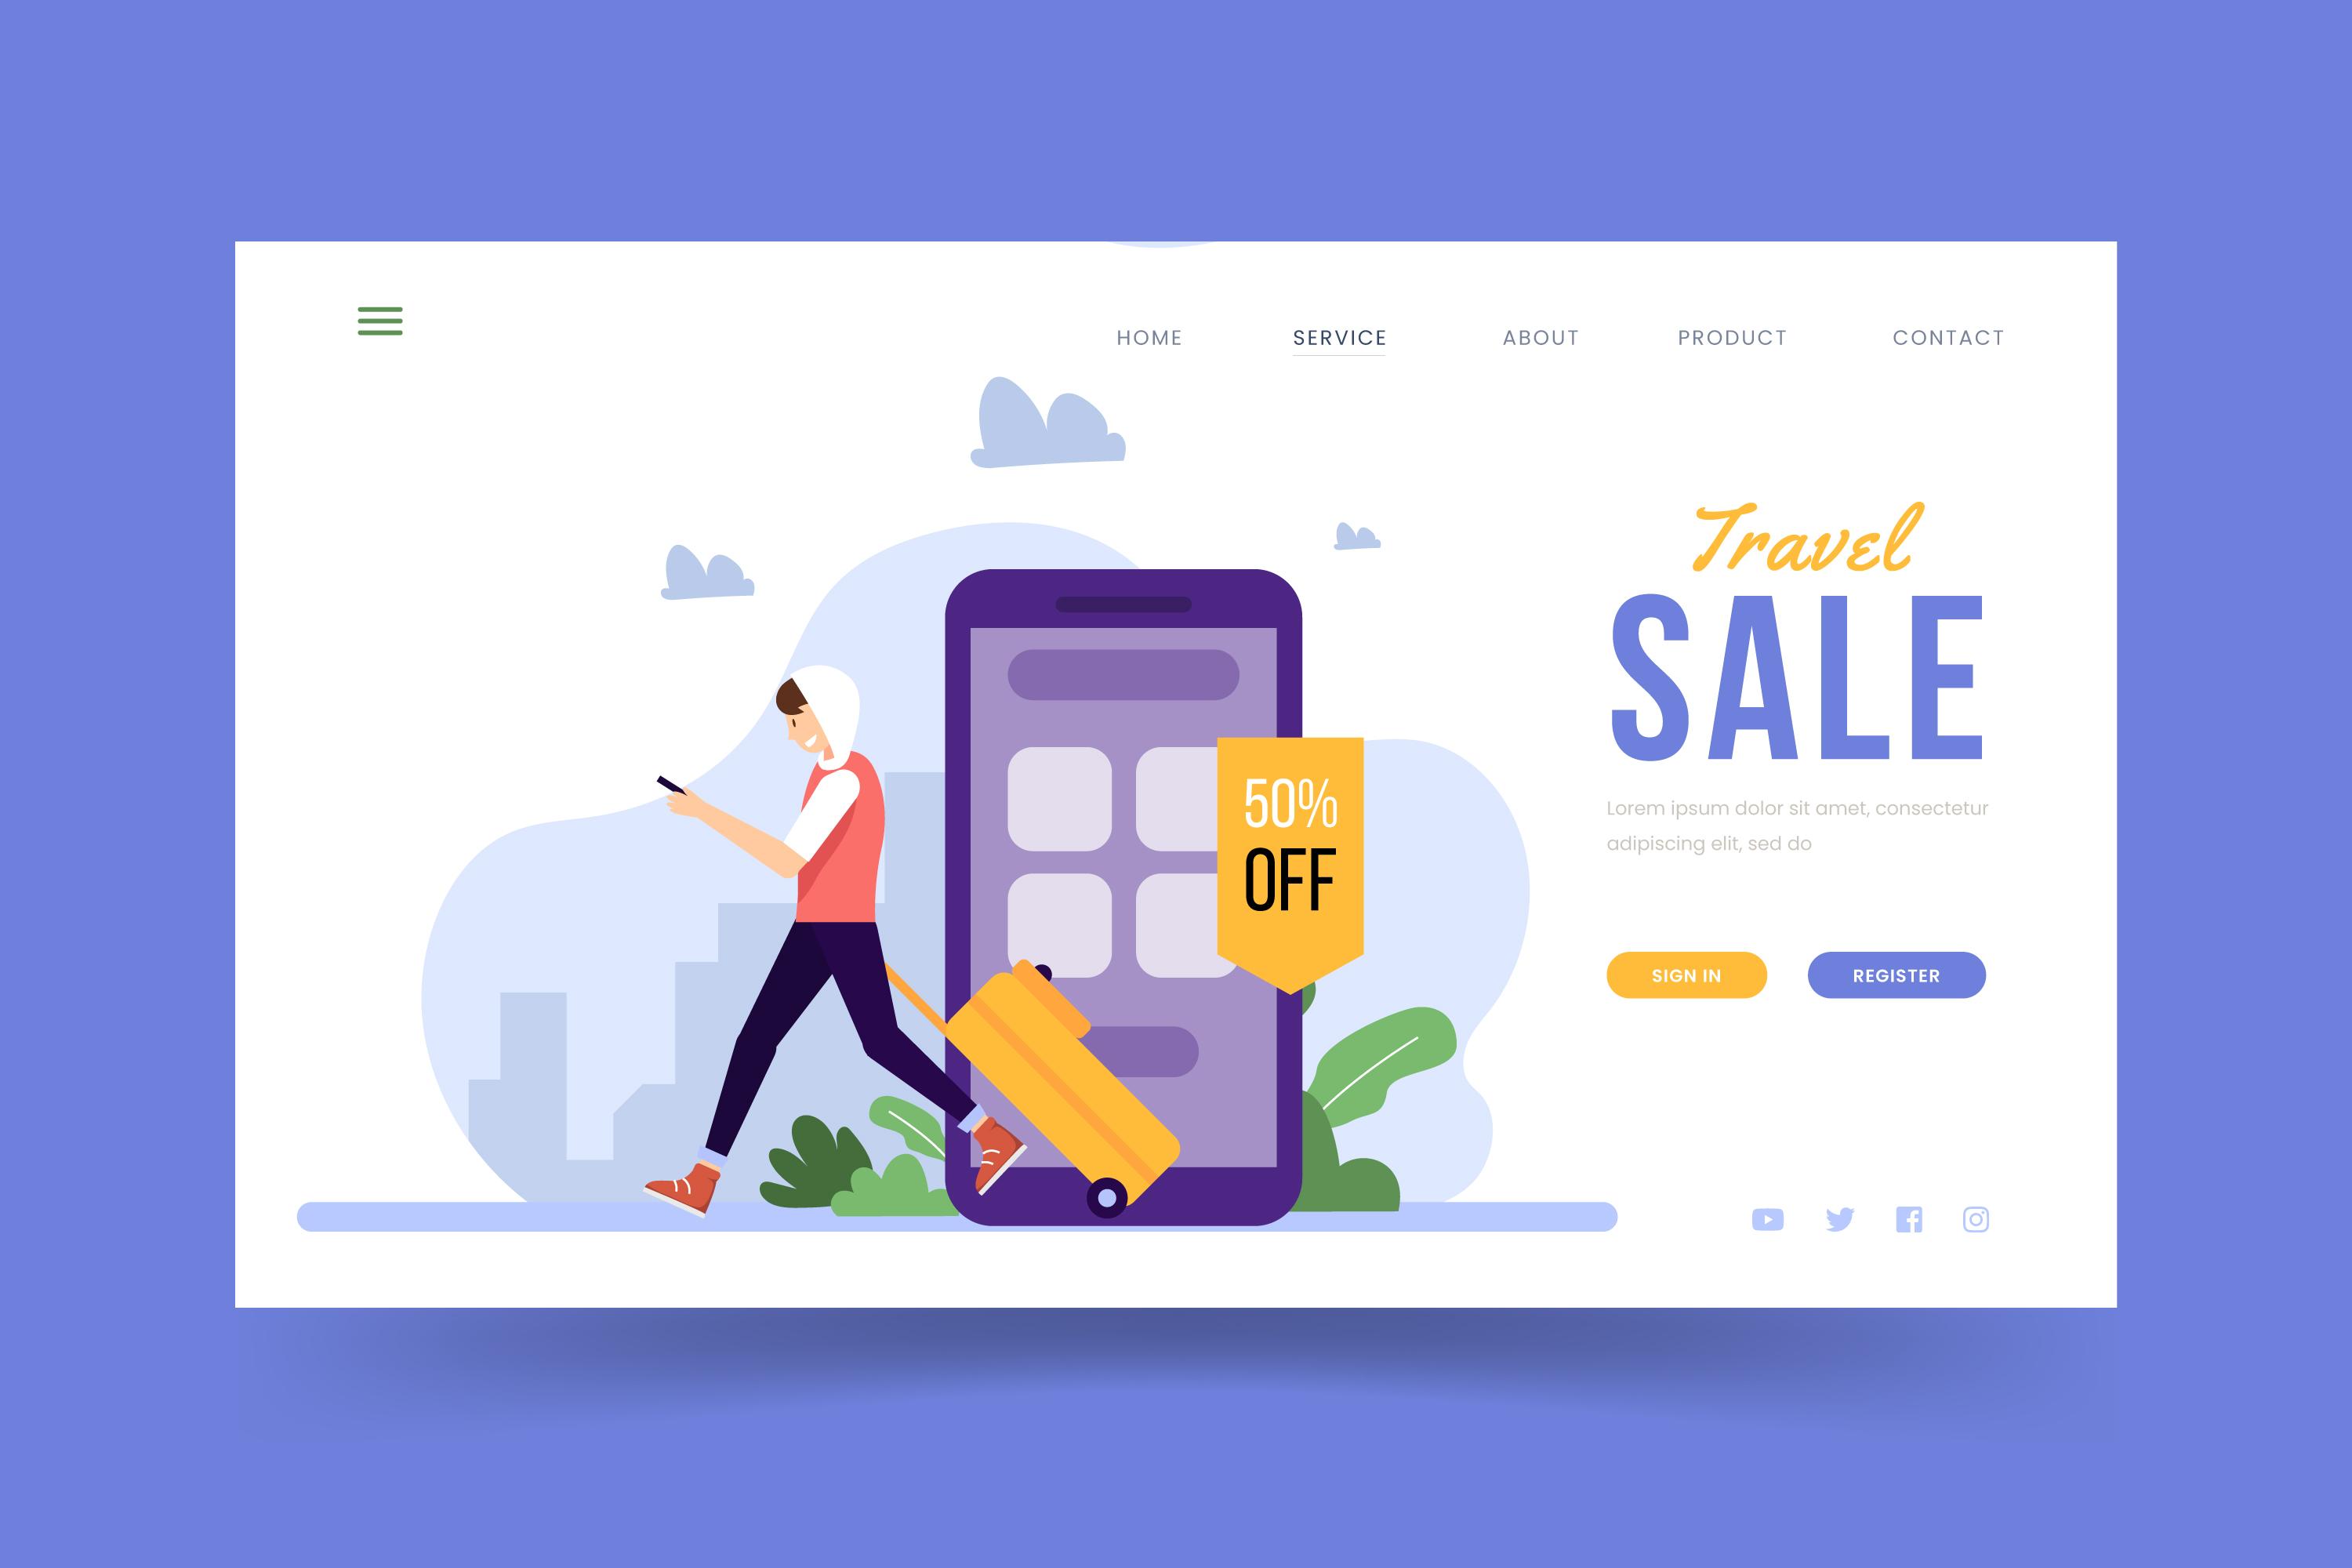 HOME SERVICE ABOUT PRODUCT CONTACT
Travel
SALE
Lorem ipsum dolor sit amet, consectetur
adipiscing elit, sed do
SIGN IN REGISTER
50%
OFF